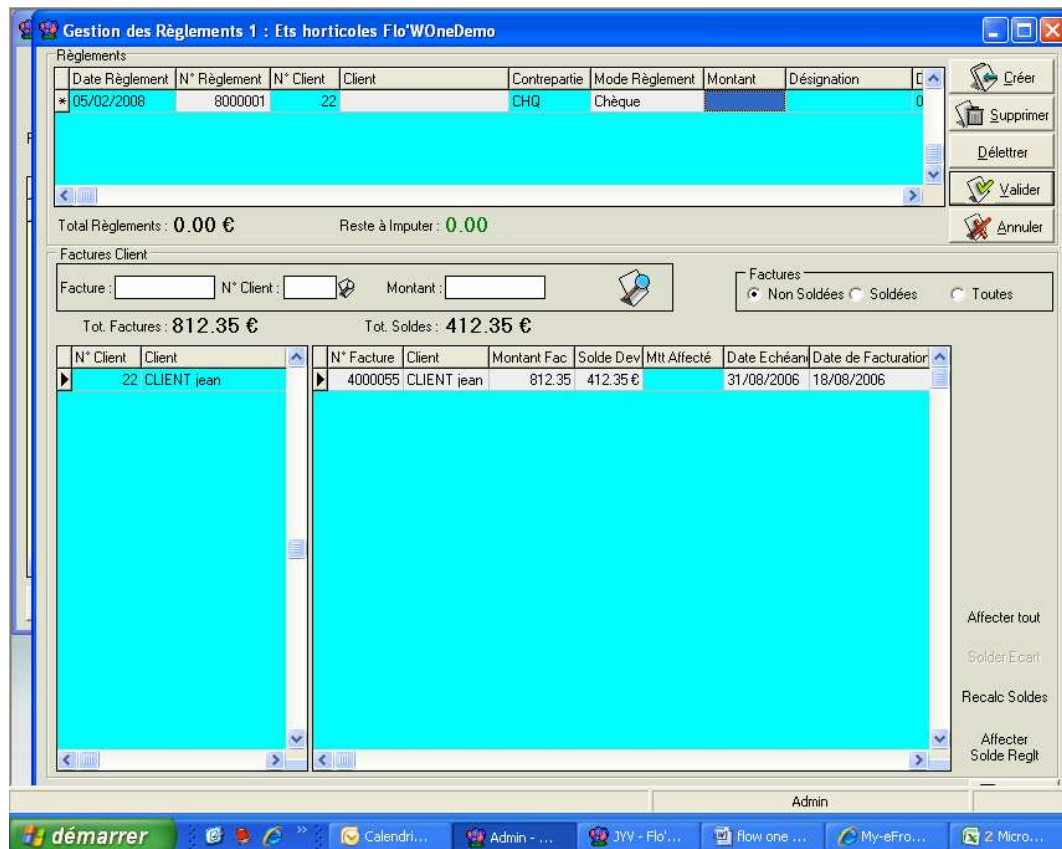 Gestion des Règlements 1 : Ets horticoles Flo'WOneDemo
Règlements
Date Règlement N° Règlement N° Client Client Contrepartie Mode Règlement Montant Désignation
* 05/02/2008 8000001 22 CHQ Chèque 0
Créer
Supprimer
Délettrer
Valider
Annuler
Total Règlements : 0.00 € Reste à Imputer : 0.00
Factures Client
Facture : N° Client : Montant :
Factures
Non Soldées Soldées Toutes
Tot. Factures : 812.35 € Tot. Soldes : 412.35 €
N° Client Client
22 CLIENT jean
N° Facture Client Montant Fac Solde Dev Mtt Affecté Date Echéan Date de Facturation
4000055 CLIENT jean 812.35 412.35 € 31/08/2006 18/08/2006
Affecter tout
Solder Ecart
Recalc Soldes
Affecter
Solde Reglt
Admin
démarrer » Calendri... Admin - ... JYV - Flo'... flow one ... My-eFro... 2 Micro...